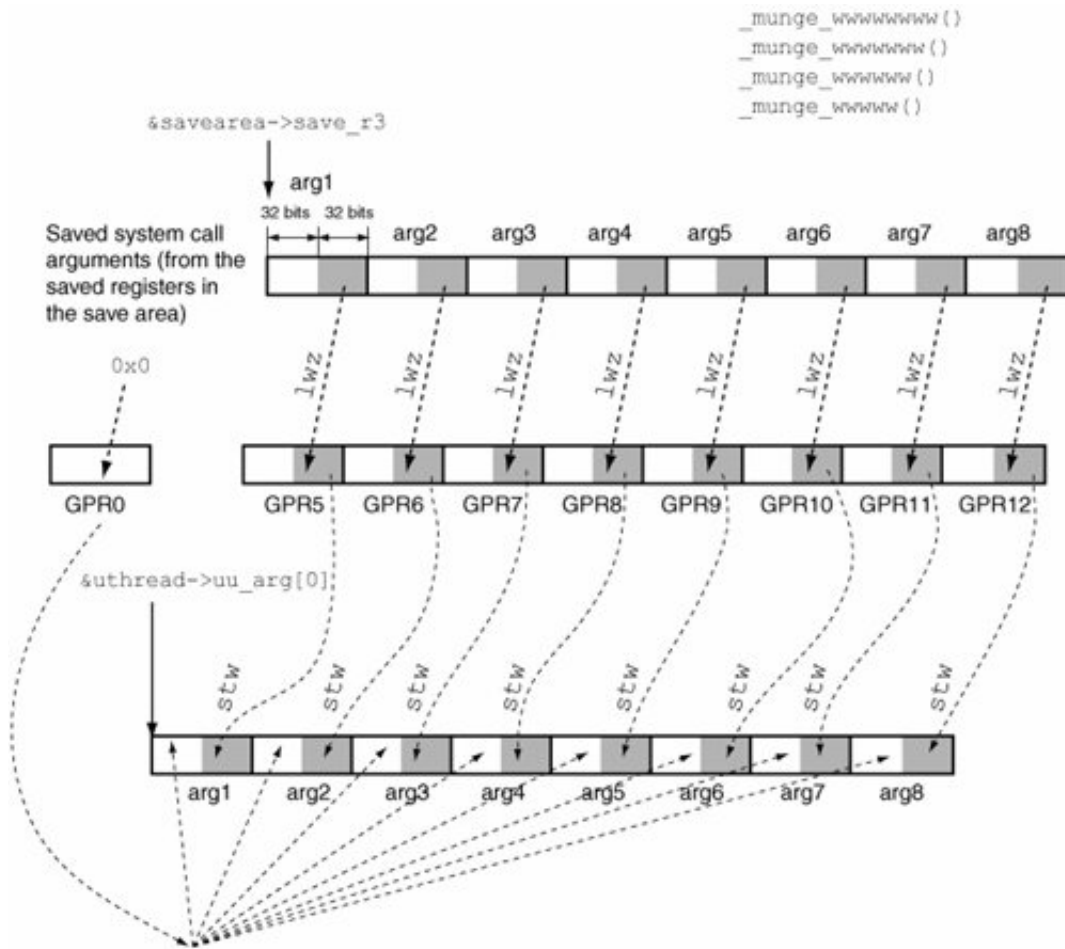 _munge_wwwwwwww()
_munge_wwwwwww()
_munge_wwwwww()
_munge_wwwww()
&savearea->save_r3
arg1
32 bits 32 bits
Saved system call
arguments (from the
saved registers in
the save area)
arg2 arg3 arg4 arg5 arg6 arg7 arg8
0x0
lwz lwz lwz lwz lwz lwz lwz lwz
GPR0 GPR5 GPR6 GPR7 GPR8 GPR9 GPR10 GPR11 GPR12
&uthread->uu_arg[0]
stw stw stw stw stw stw stw stw
arg1 arg2 arg3 arg4 arg5 arg6 arg7 arg8